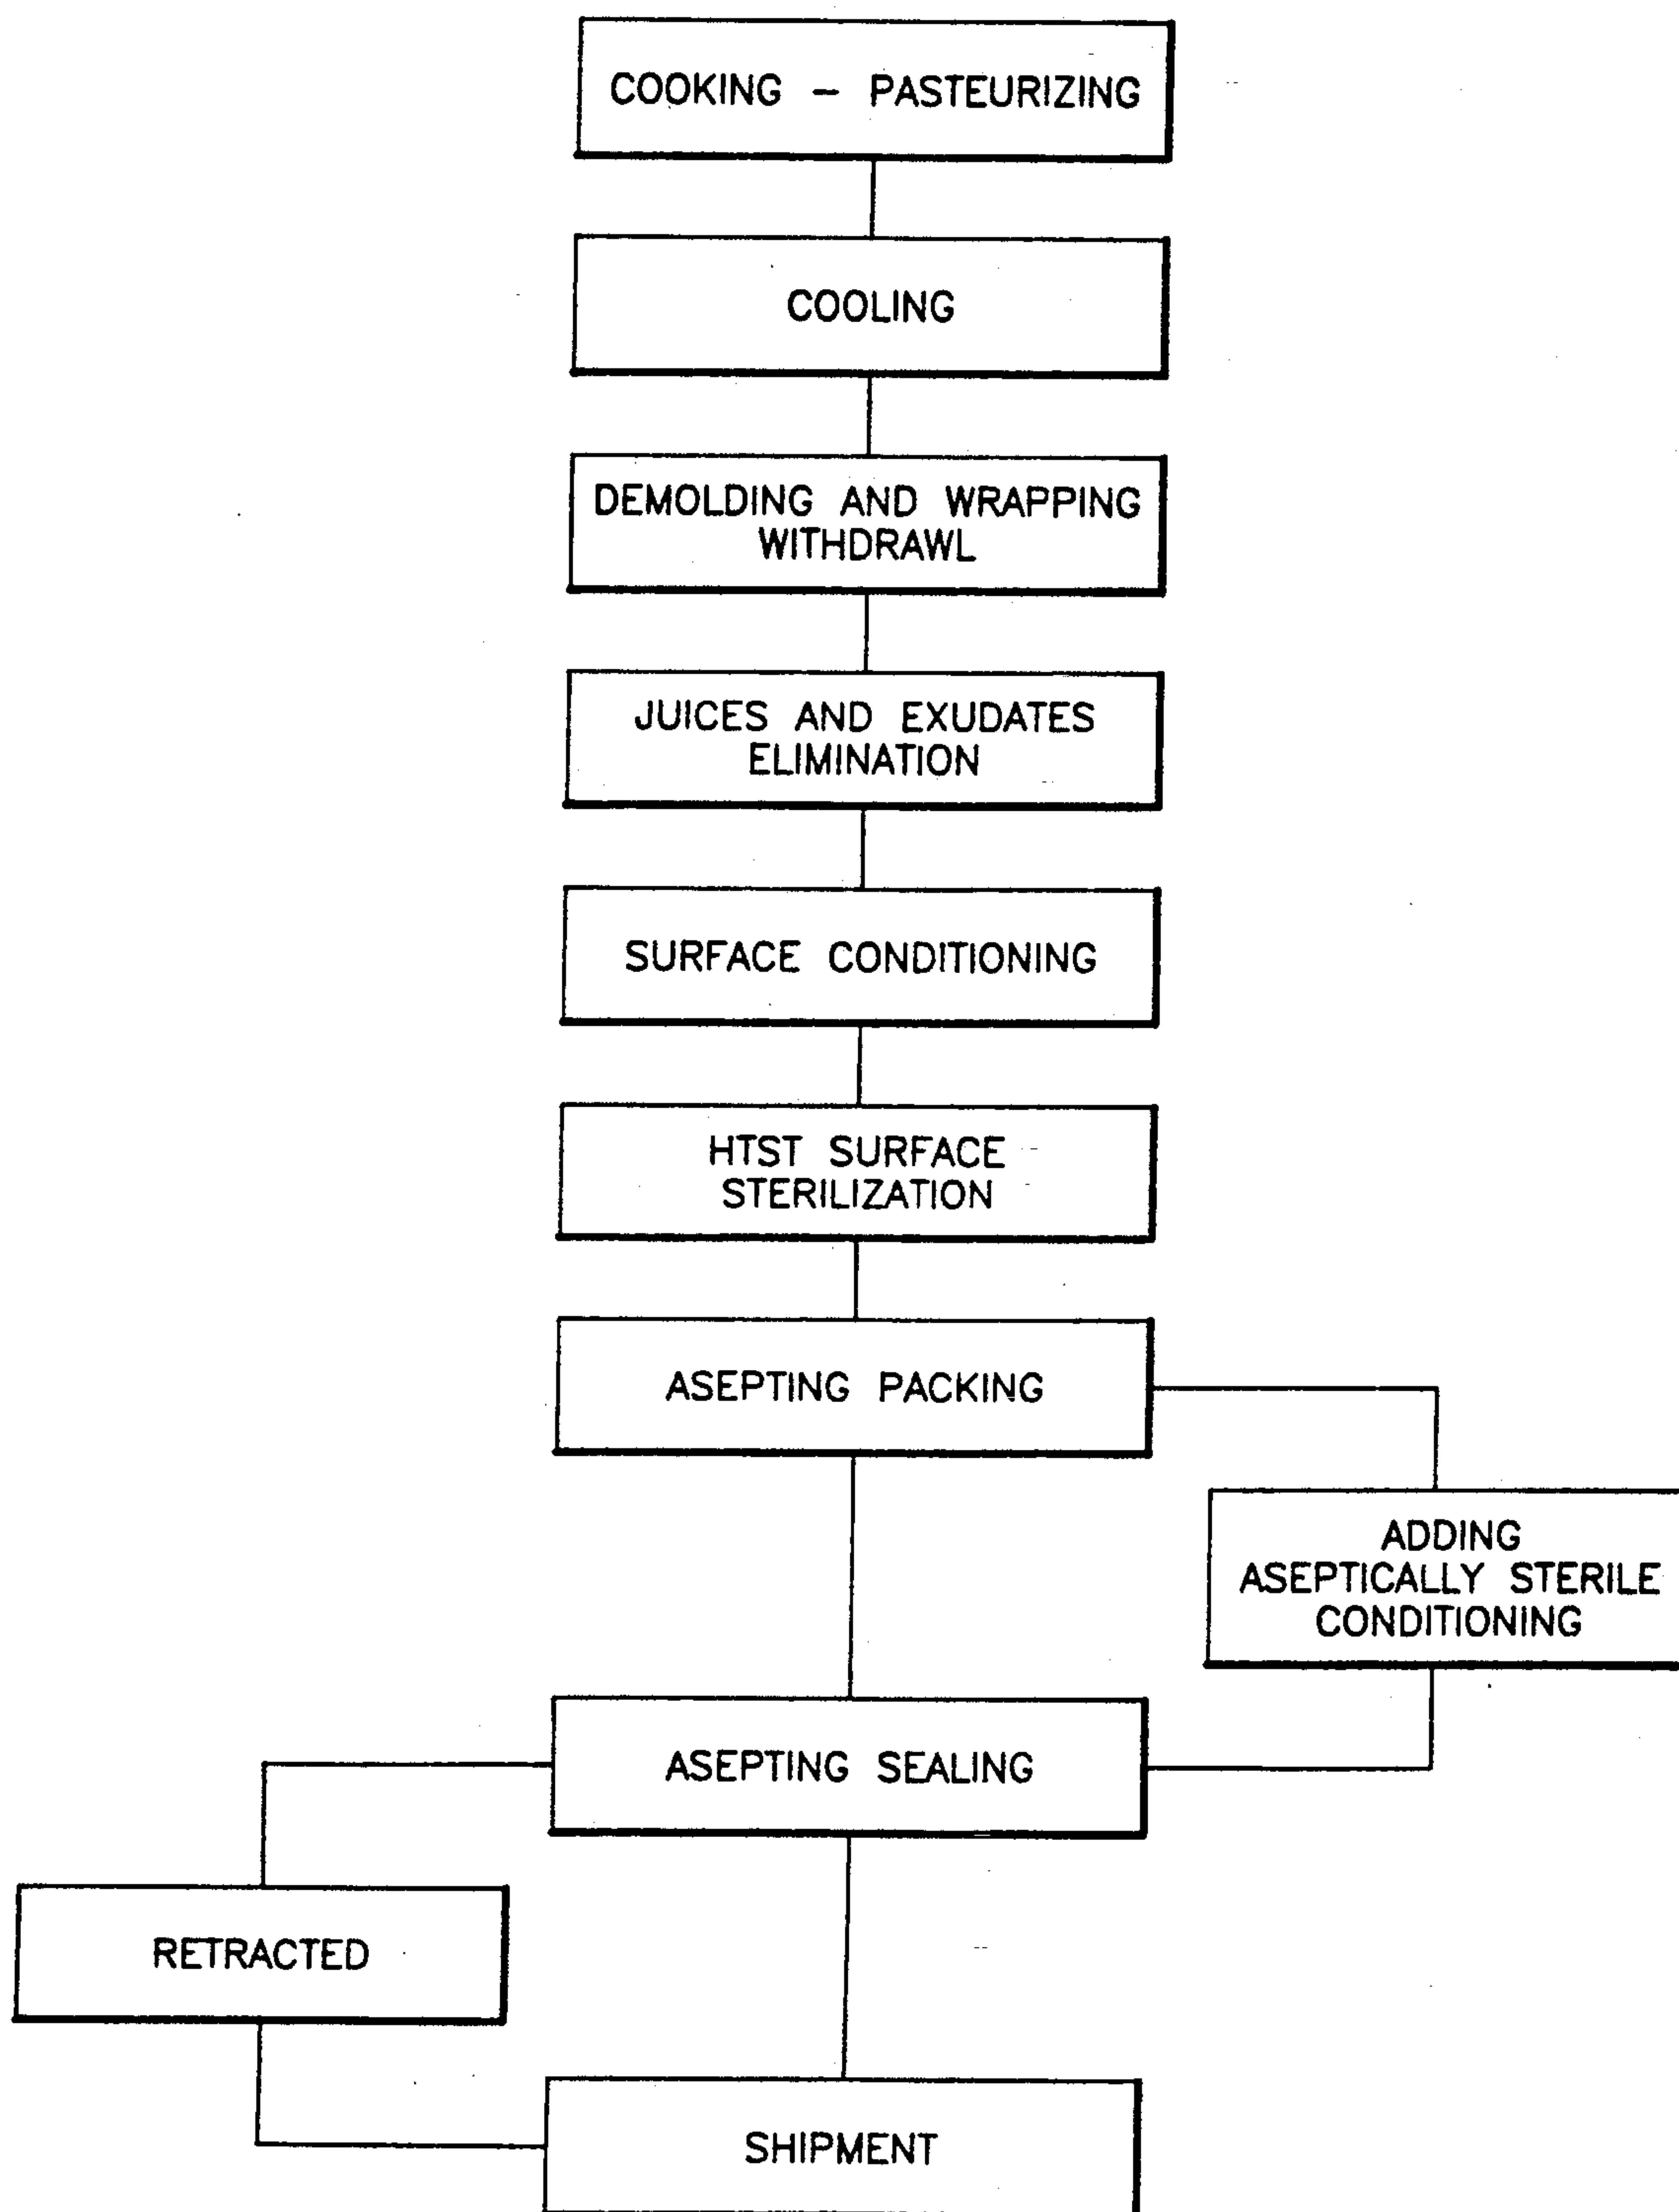 COOKING - PASTEURIZING
COOLING
DEMOLDING AND WRAPPING
WITHDRAWL
JUICES AND EXUDATES
ELIMINATION
SURFACE CONDITIONING
HTST SURFACE
STERILIZATION
ASEPTING PACKING
ADDING
ASEPTICALLY STERILE
CONDITIONING
ASEPTING SEALING
RETRACTED
SHIPMENT